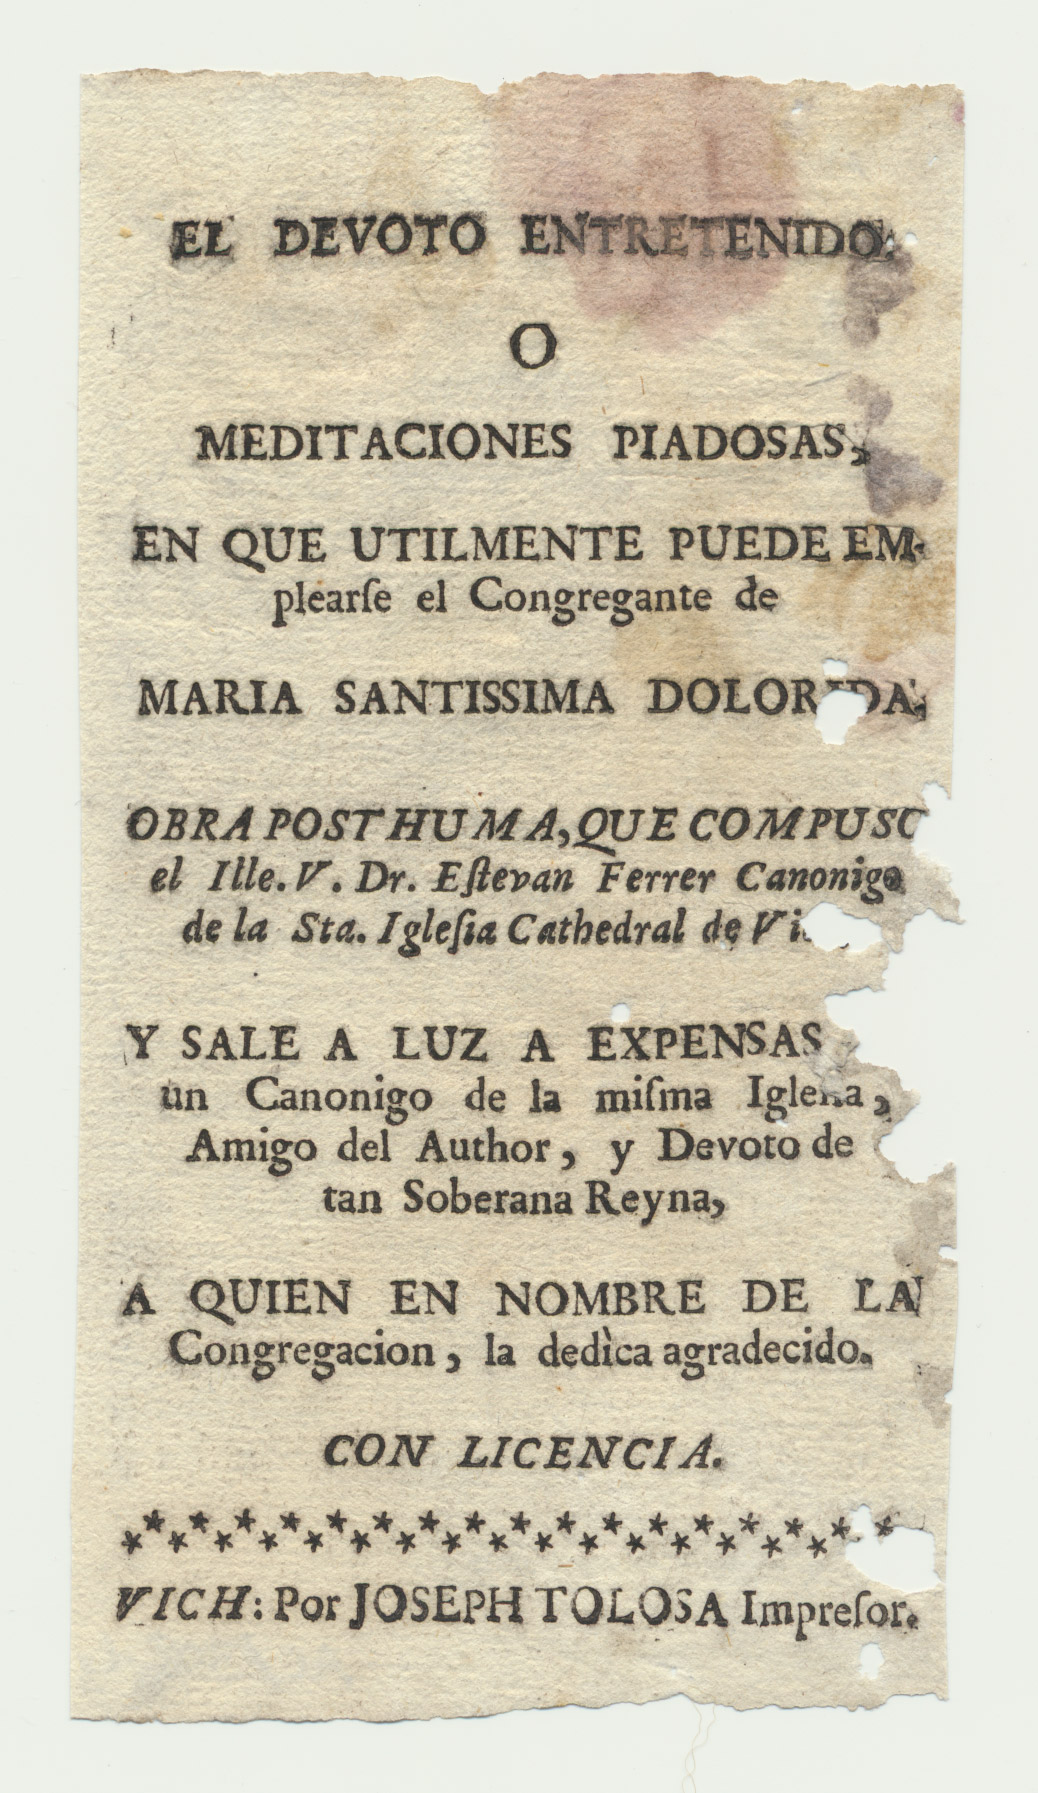 EL DEVOTO ENTRETENIDO:
O
MEDITACIONES PIADOSAS,
EN QUE UTILMENTE PUEDE EM-
plearſe el Congregante de
MARIA SANTISSIMA DOLORIDA.
OBRA POSTHUMA, QUE COMPUSO
el Ille. V. Dr. Eſtevan Ferrer Canonigo
de la Sta. Igleſia Cathedral de
Y SALE A LUZ A EXPENSAS
un Canonigo de la miſma Igleſia,
Amigo del Author, y Devoto de
tan Soberana Reyna,
A QUIEN EN NOMBRE DE LA
Congregacion, la dedìca agradecido.
CON LICENCIA.
VICH: Por JOSEPH TOLOSA Impreſor.